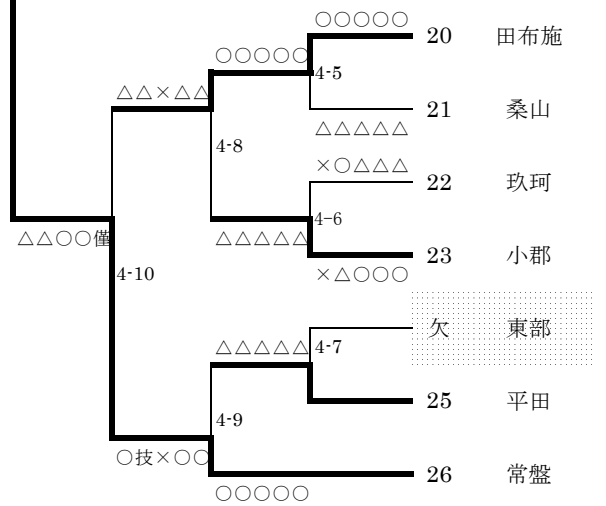 ○○○○○
20 田布施
○○○○○
4-5
△△×△△
21 桑山
△△△△△
4-8
×○△△△
22 玖珂
4-6
△△○○僅
△△△△△
23 小郡
4-10
×△○○○
欠 東部
△△△△△
4-7
25 平田
4-9
○技×○○
26 常盤
○○○○○